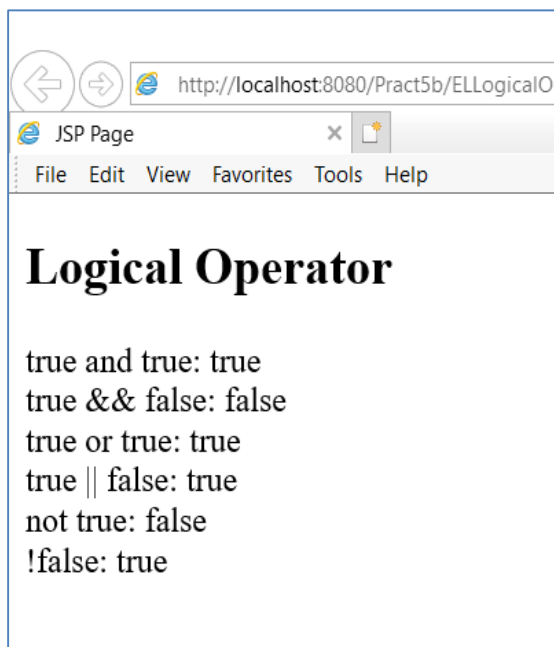 http://localhost:8080/Pract5b/ELLogicalO
JSP Page
File Edit View Favorites Tools Help
Logical Operator
true and true: true
true && false: false
true or true: true
true || false: true
not true: false
!false: true